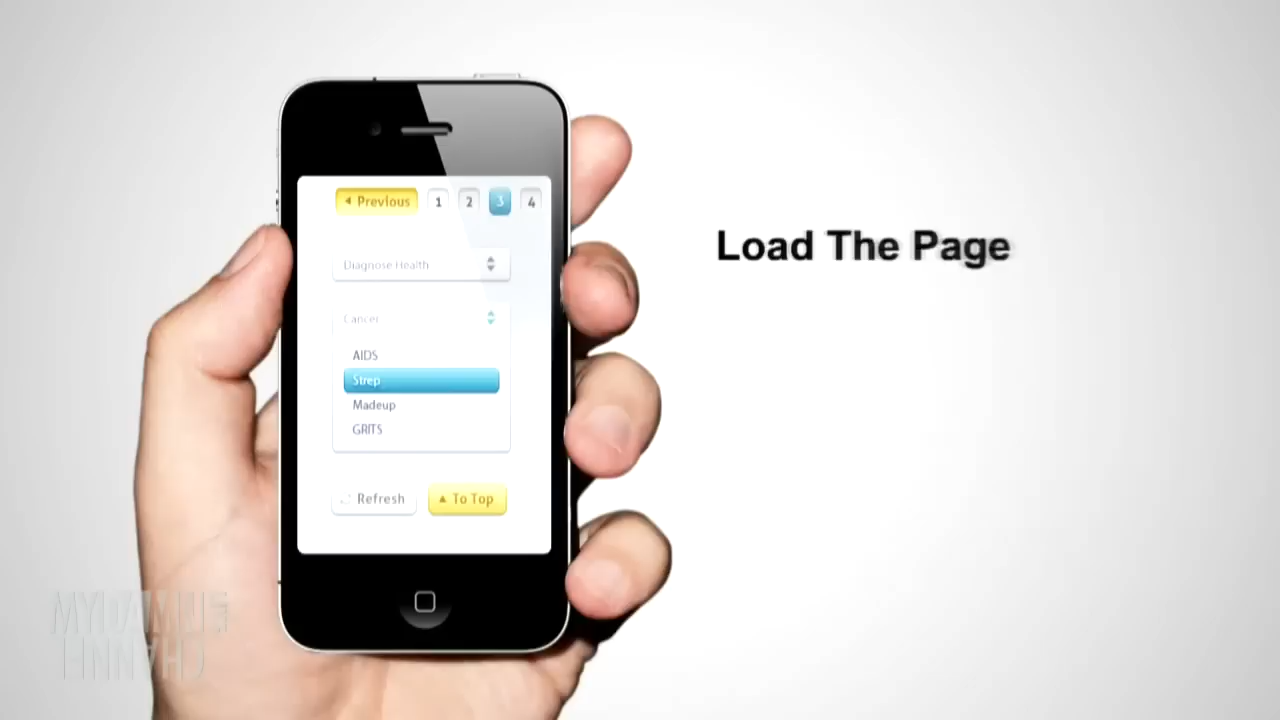 Previous 1 2 3 4
Diagnose Health
Cancer
AIDS
Strep
Madeup
GRITS
Refresh To Top
Load The Page